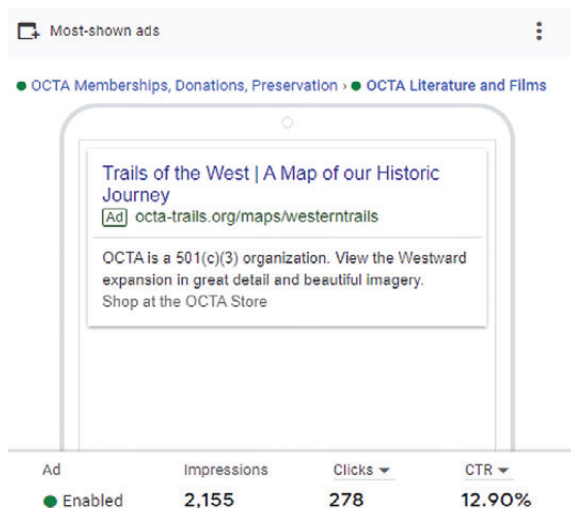 Most-shown ads
OCTA Memberships, Donations, Preservation › OCTA Literature and Films
Trails of the West | A Map of our Historic
Journey
Ad octa-trails.org/maps/westerntrails
OCTA is a 501(c)(3) organization. View the Westward
expansion in great detail and beautiful imagery.
Shop at the OCTA Store
Ad Impressions Clicks CTR
Enabled 2,155 278 12.90%